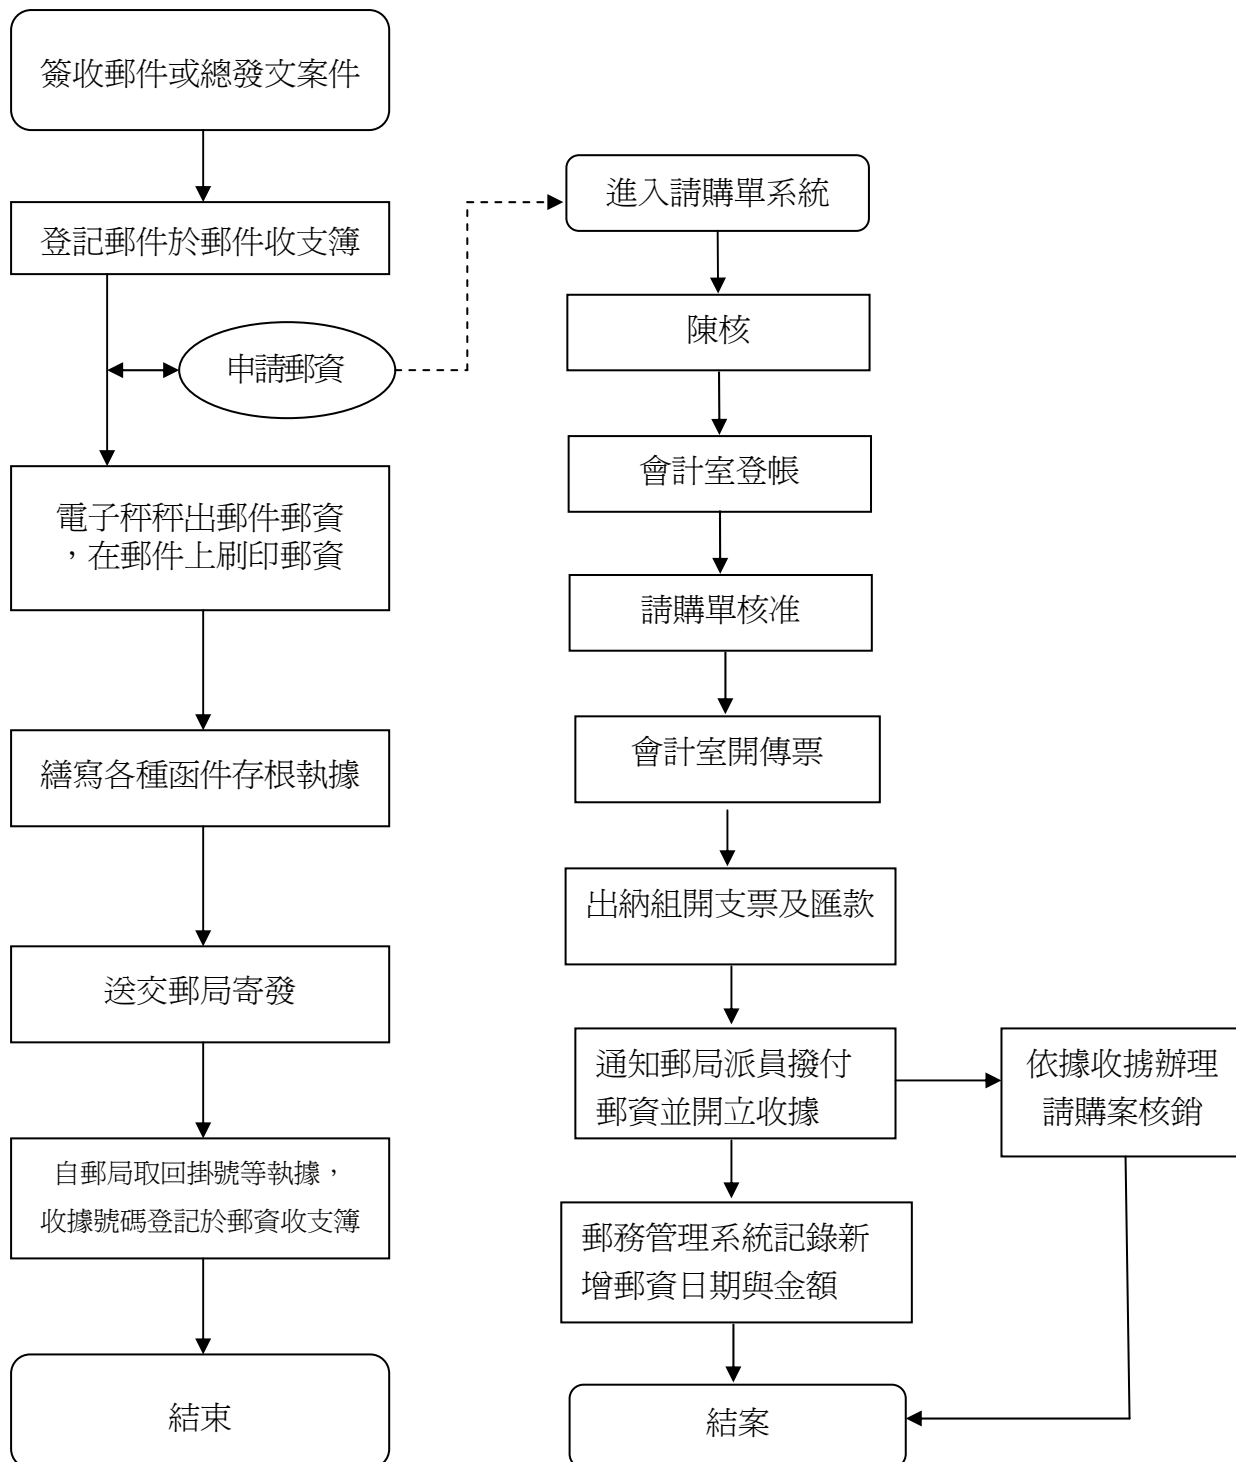 簽收郵件或總發文案件
登記郵件於郵件收支簿
申請郵資
電子秤秤出郵件郵資
，在郵件上刷印郵資
繕寫各種函件存根執據
送交郵局寄發
自郵局取回掛號等執據，
收據號碼登記於郵資收支簿
結束
進入請購單系統
陳核
會計室登帳
請購單核准
會計室開傳票
出納組開支票及匯款
通知郵局派員撥付
郵資並開立收據
依據收掳辦理
請購案核銷
郵務管理系統記錄新
增郵資日期與金額
結案